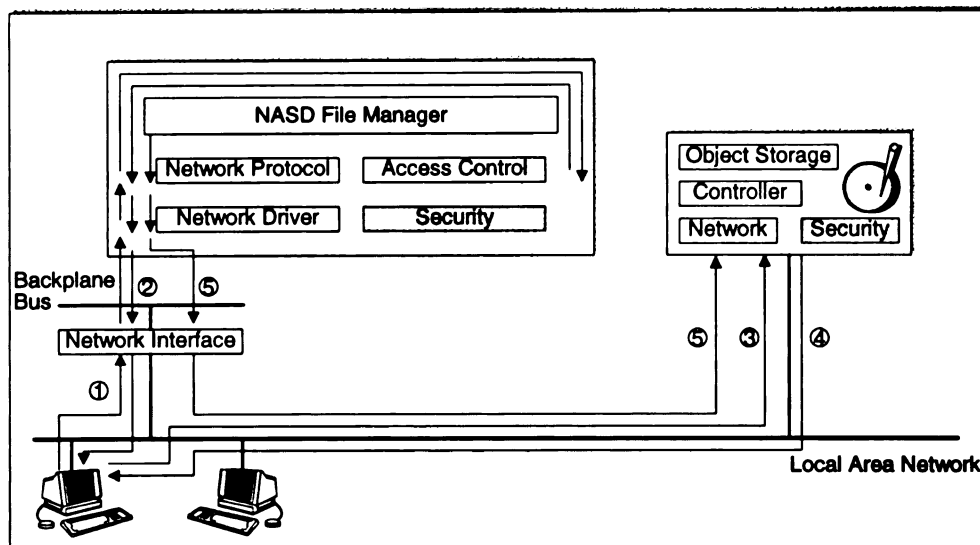 NASD File Manager
Network Protocol Access Control
Network Driver Security
Object Storage
Controller
Network Security
Backplane
Bus
② ⑤
Network Interface
①
⑤ ③ ④
Local Area Network